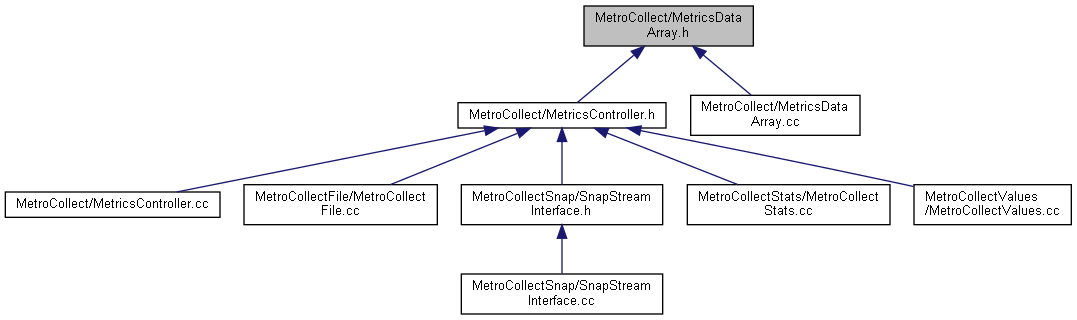 MetroCollect/MetricsData
Array.h
MetroCollect/MetricsController.h
MetroCollect/MetricsData
Array.cc
MetroCollect/MetricsController.cc
MetroCollectFile/MetroCollect
File.cc
MetroCollectSnap/SnapStream
Interface.h
MetroCollectStats/MetroCollect
Stats.cc
MetroCollectValues
/MetroCollectValues.cc
MetroCollectSnap/SnapStream
Interface.cc